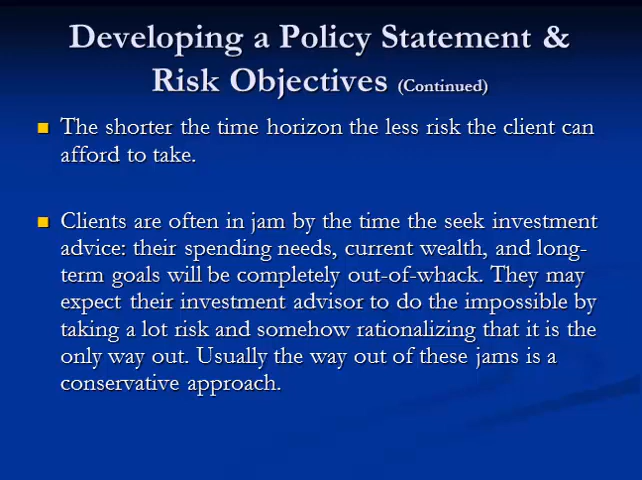 Developing a Policy Statement &
Risk Objectives (Continued)
The shorter the time horizon the less risk the client can
afford to take.
Clients are often in jam by the time the seek investment
advice: their spending needs, current wealth, and long-
term goals will be completely out-of-whack. They may
expect their investment advisor to do the impossible by
taking a lot risk and somehow rationalizing that it is the
only way out. Usually the way out of these jams is a
conservative approach.